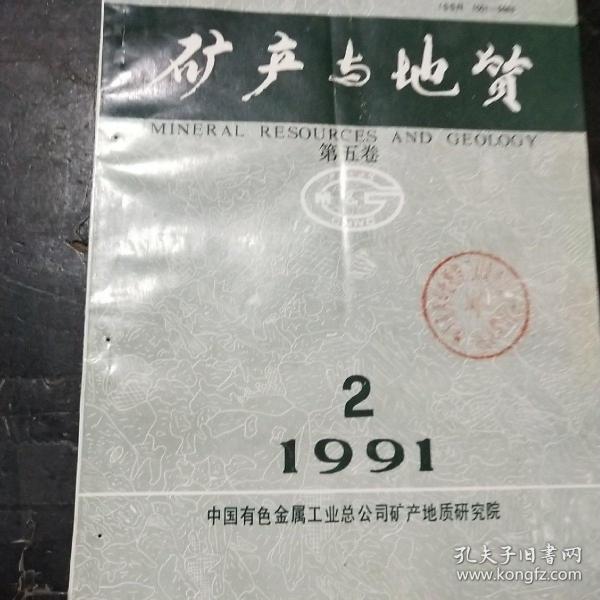 矿产与地质
MINERAL RESOURCES AND GEOLOGY
第五卷
2
1991
中国有色金属工业总公司矿产地质研究院
孔夫子旧书网
www.kongfz.com